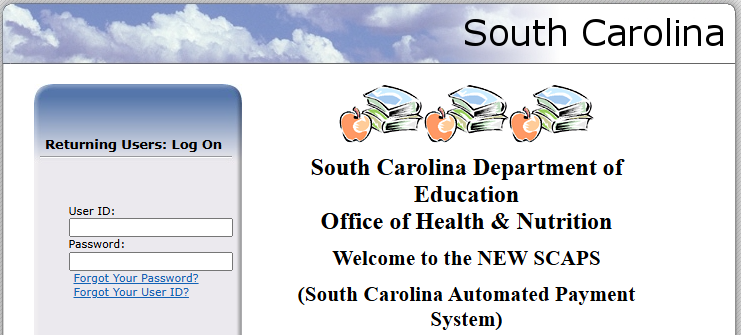 South Carolina
Returning Users: Log On
User ID:
Password:
Forgot Your Password?
Forgot Your User ID?
South Carolina Department of
Education
Office of Health & Nutrition
Welcome to the NEW SCAPS
(South Carolina Automated Payment
System)